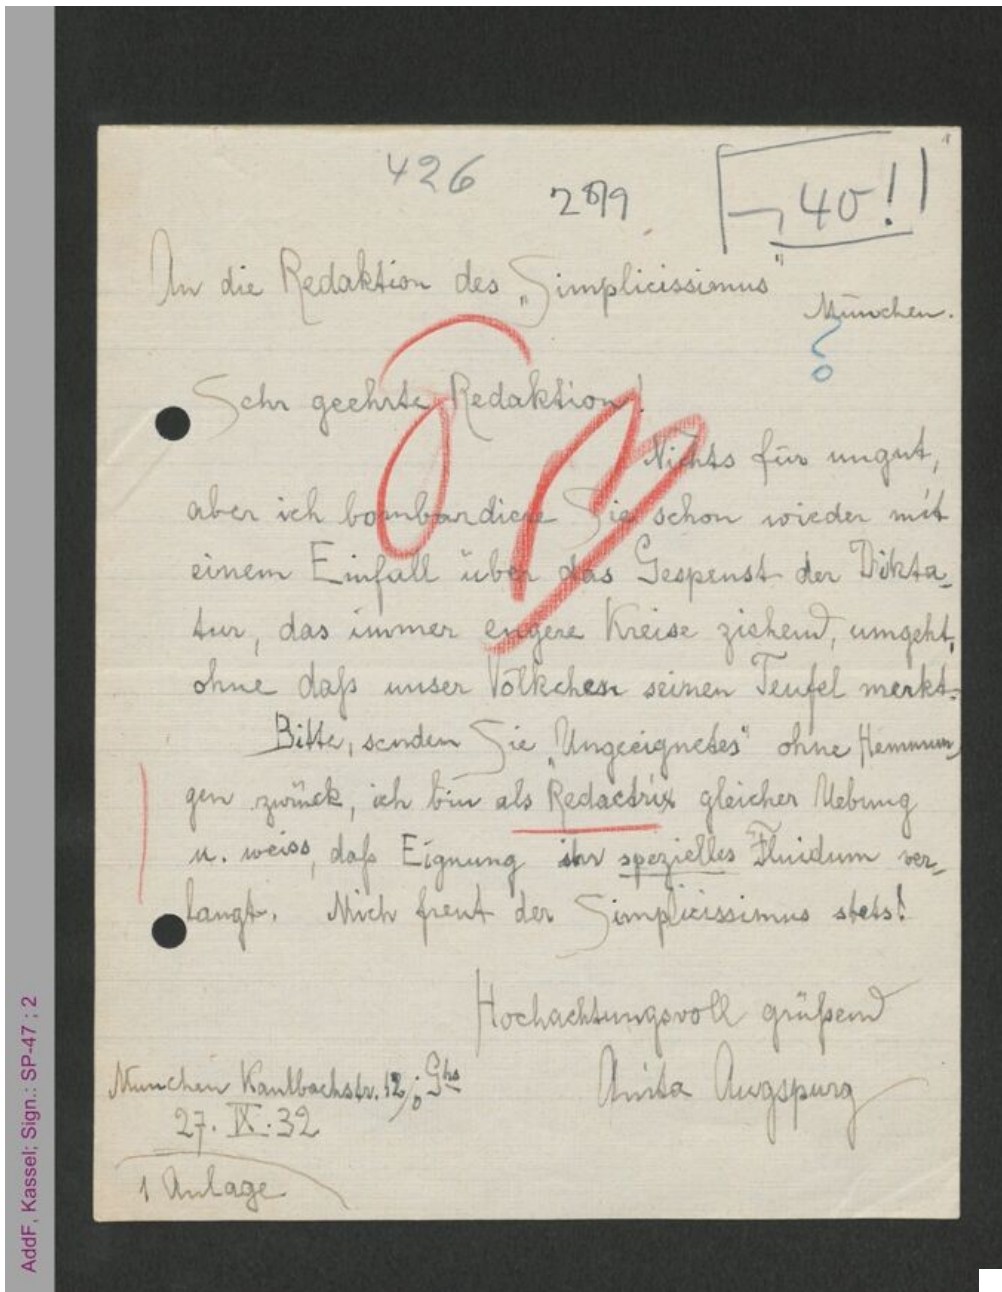 426
28/9
-, 40!
An die Redaktion des „Simplicissimus"
München.
Sehr geehrte Redaktion!
Nichts für ungut,
aber ich bombardiere Sie schon wieder mit
einem Einfall über das Gespenst der Dikta-
tur, das immer engere Kreise ziehend, umgeht,
ohne daß unser Völkchen seinen Teufel merkt.
Bitte, senden Sie „Ungeeignetes" ohne Hemmun-
gen zurück, ich bin als Redactrix gleicher Uebung
u. weiss, daß Eignung ihr spezielles Fluidum ver-
langt. Mich freut der Simplicissimus stets!
Hochachtungsvoll grüßend
Anita Augspurg
München Kaulbachstr. 12/0 Ghs
27. IX. 32
1 Anlage
AddF, Kassel; Sign.: SP-47 ; 2